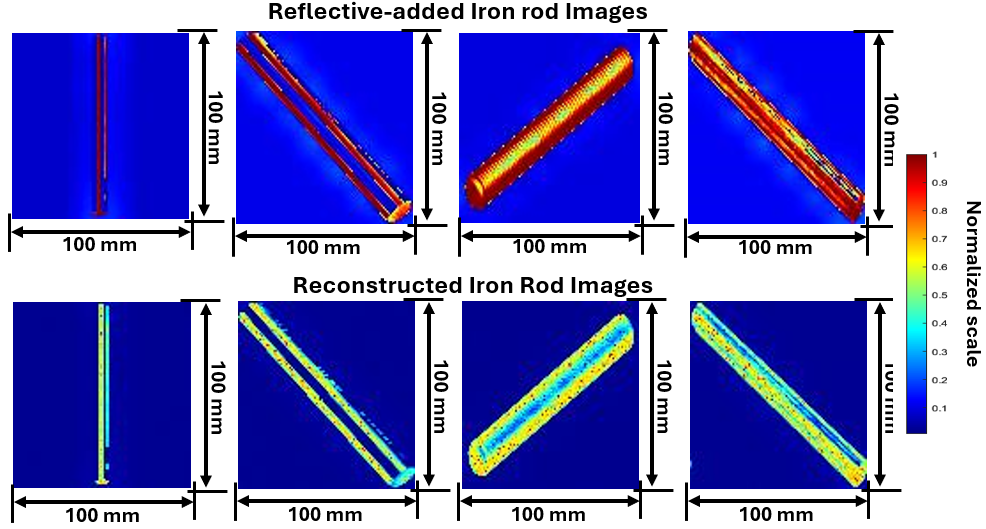 Reflective-added Iron rod Images
100 mm
100 mm
100 mm
100 mm
100 mm
100 mm
100 mm
100 mm
1
0.9
0.8
0.7
0.6
0.5
0.4
0.3
0.2
0.1
Normalized scale
Reconstructed Iron Rod Images
100 mm
100 mm
100 mm
100 mm
100 mm
100 mm
100 mm